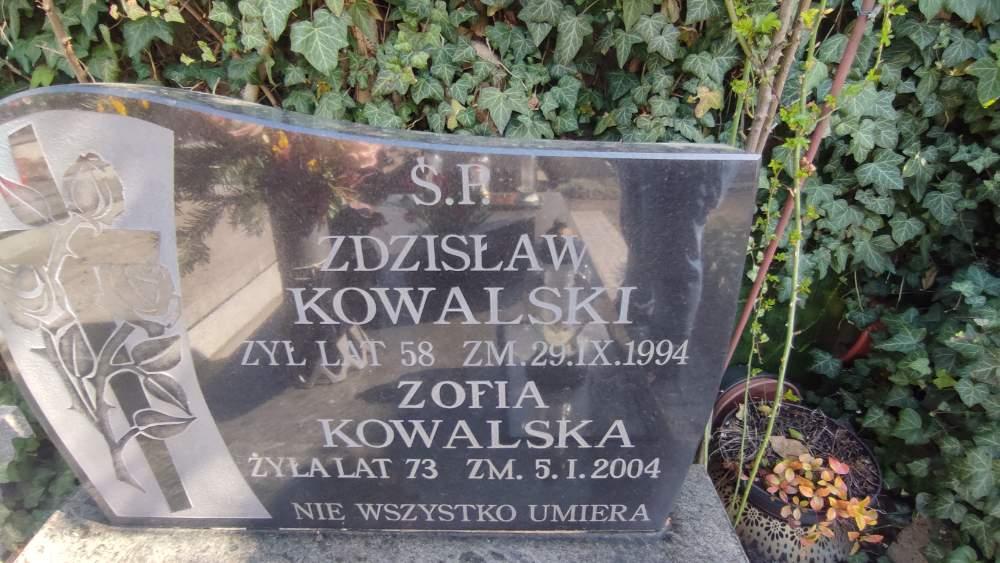 Ś.P.
ZDZISŁAW
KOWALSKI
ŻYŁ LAT 58 ZM. 29.IX.1994
ZOFIA
KOWALSKA
ŻYŁA LAT 73 ZM. 5.I.2004
NIE WSZYSTKO UMIERA